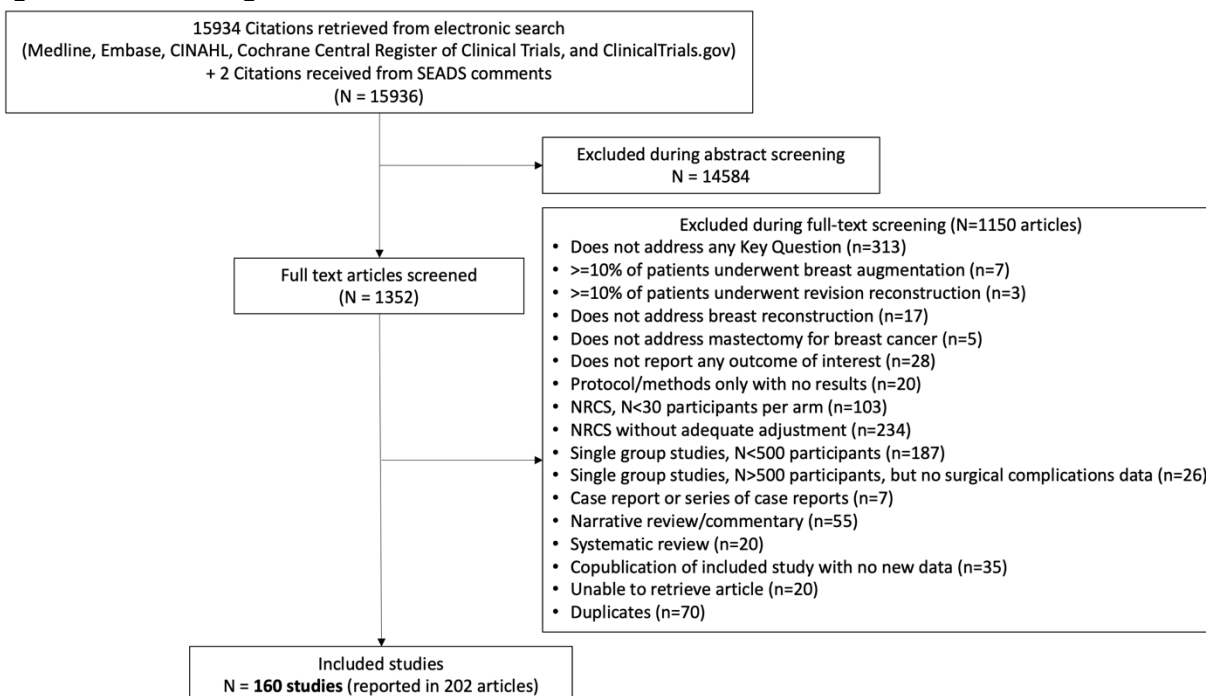 15934 Citations retrieved from electronic search
(Medline, Embase, CINAHL, Cochrane Central Register of Clinical Trials, and ClinicalTrials.gov)
+ 2 Citations received from SEADS comments
(N = 15936)
Excluded during abstract screening
N = 14584
Full text articles screened
(N = 1352)
Excluded during full-text screening (N=1150 articles)
• Does not address any Key Question (n=313)
• >=10% of patients underwent breast augmentation (n=7)
• >=10% of patients underwent revision reconstruction (n=3)
• Does not address breast reconstruction (n=17)
• Does not address mastectomy for breast cancer (n=5)
• Does not report any outcome of interest (n=28)
• Protocol/methods only with no results (n=20)
• NRCS, N<30 participants per arm (n=103)
• NRCS without adequate adjustment (n=234)
• Single group studies, N<500 participants (n=187)
• Single group studies, N>500 participants, but no surgical complications data (n=26)
• Case report or series of case reports (n=7)
• Narrative review/commentary (n=55)
• Systematic review (n=20)
• Copublication of included study with no new data (n=35)
• Unable to retrieve article (n=20)
• Duplicates (n=70)
Included studies
N = 160 studies (reported in 202 articles)